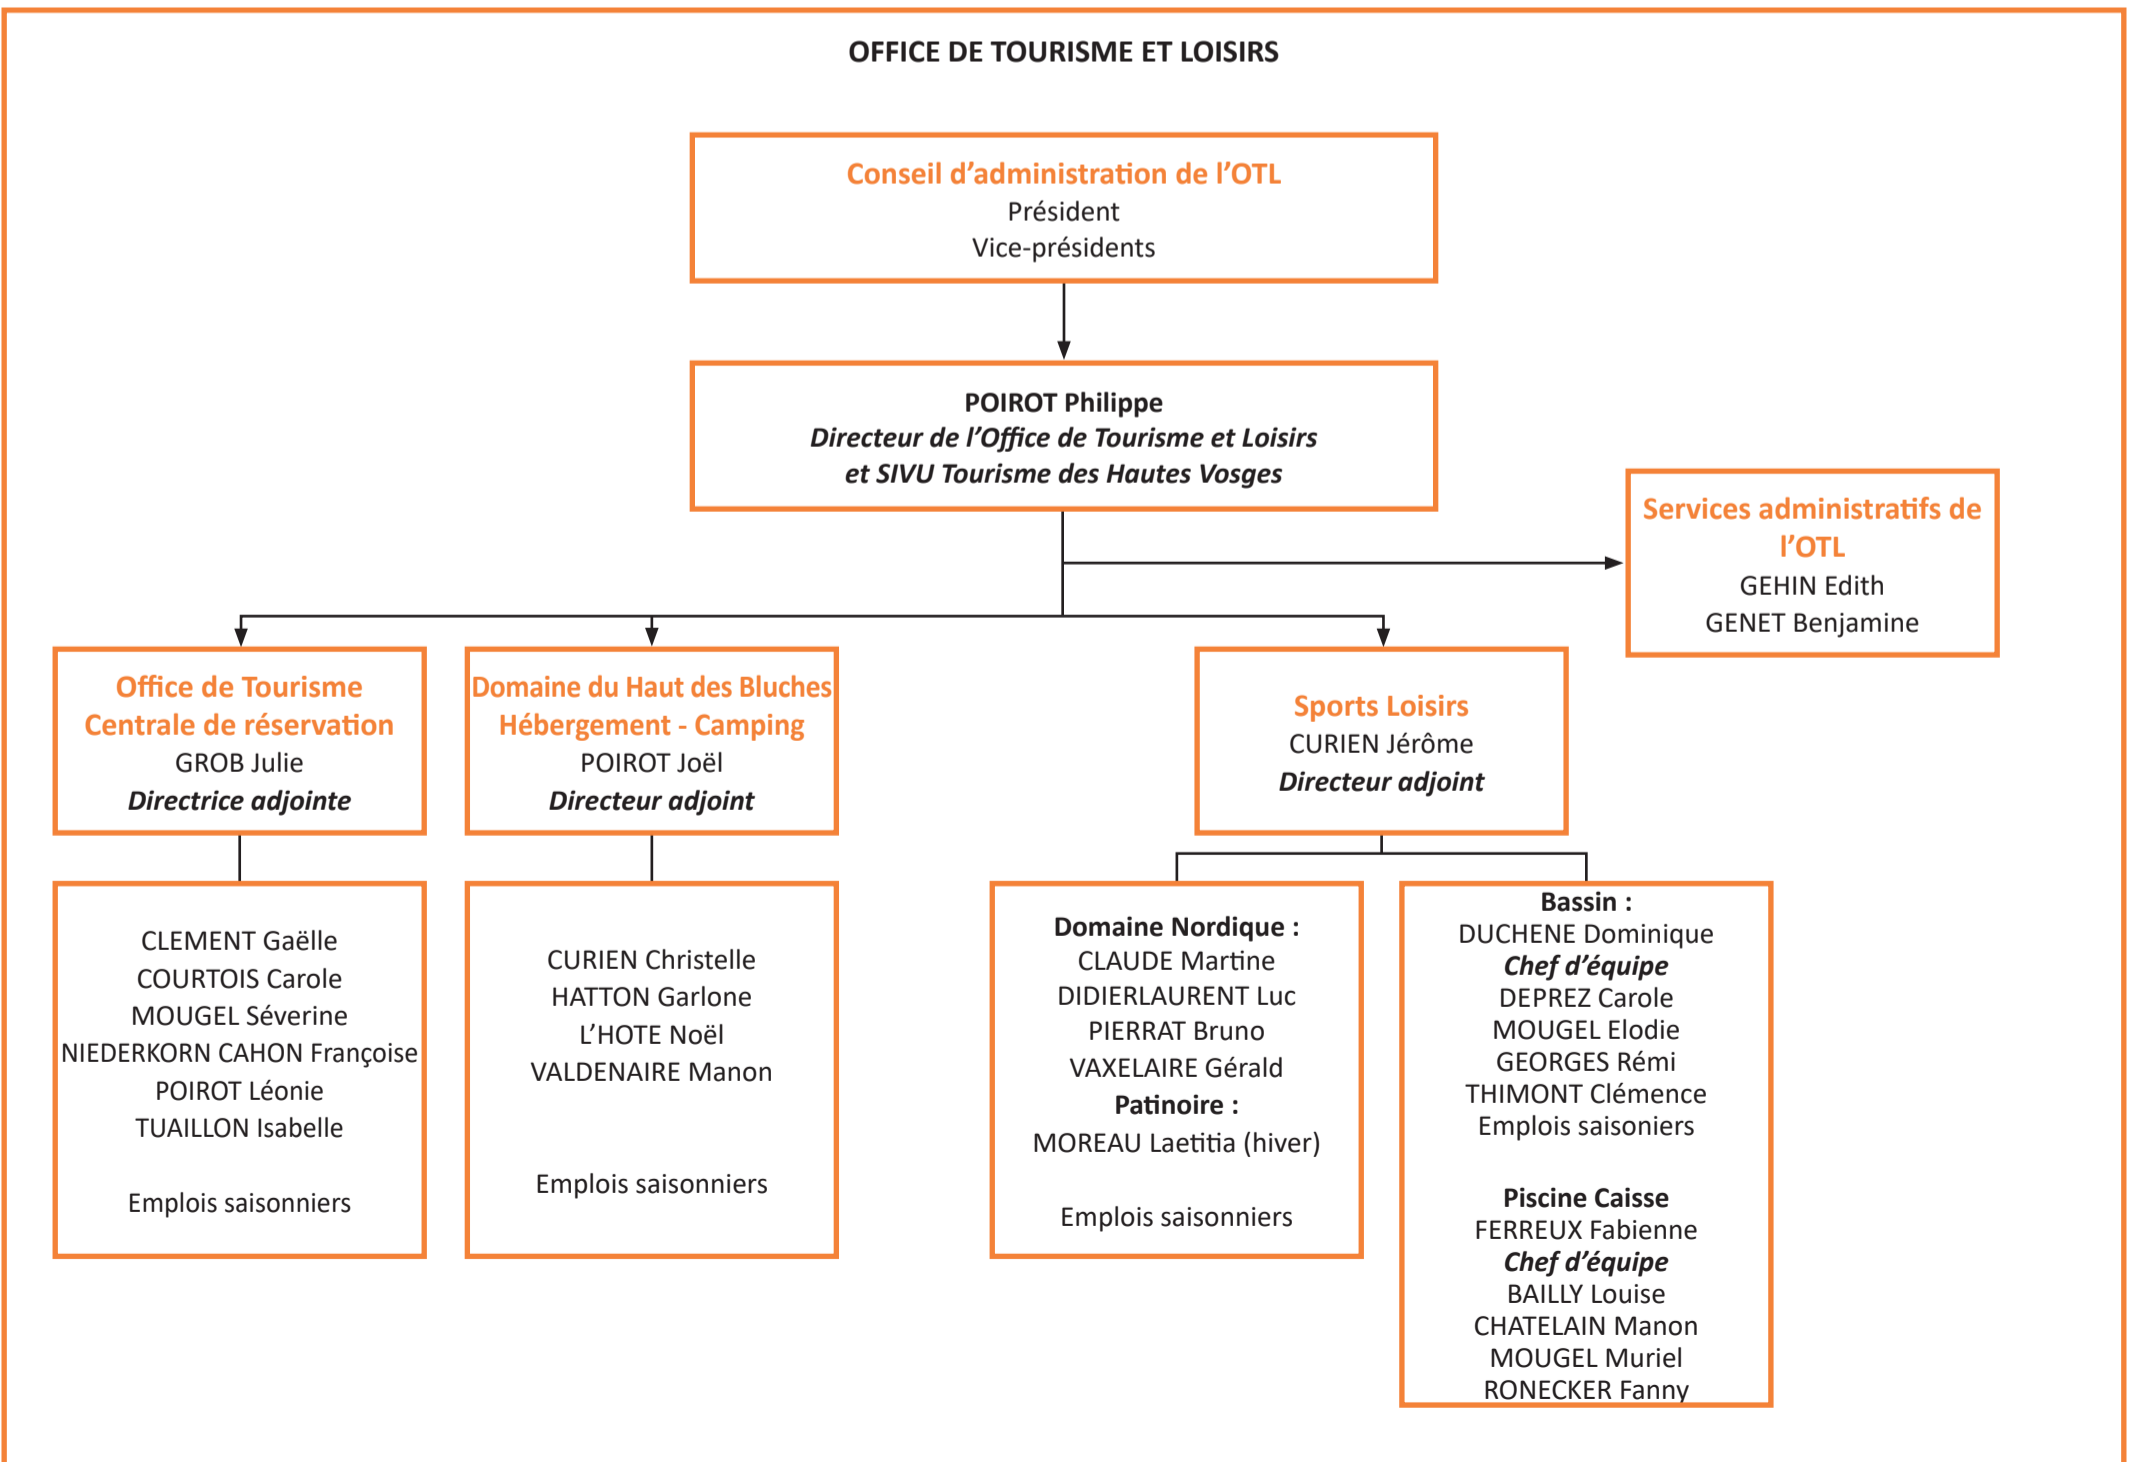 OFFICE DE TOURISME ET LOISIRS
Conseil d’administration de l’OTL
Président
Vice-présidents
POIROT Philippe
Directeur de l’Office de Tourisme et Loisirs
et SIVU Tourisme des Hautes Vosges
Services administratifs de
l’OTL
GEHIN Edith
GENET Benjamine
Office de Tourisme
Centrale de réservation
GROB Julie
Directrice adjointe
Domaine du Haut des Bluches
Hébergement - Camping
POIROT Joël
Directeur adjoint
Sports Loisirs
CURIEN Jérôme
Directeur adjoint
CLEMENT Gaëlle
COURTOIS Carole
MOUGEL Séverine
NIEDERKORN CAHON Françoise
POIROT Léonie
TUAILLON Isabelle
Emplois saisonniers
CURIEN Christelle
HATTON Garlone
L’HOTE Noël
VALDENAIRE Manon
Emplois saisonniers
Domaine Nordique :
CLAUDE Martine
DIDIERLAURENT Luc
PIERRAT Bruno
VAXELAIRE Gérald
Patinoire :
MOREAU Laetitia (hiver)
Emplois saisonniers
Bassin :
DUCHENE Dominique
Chef d’équipe
DEPREZ Carole
MOUGEL Elodie
GEORGES Rémi
THIMONT Clémence
Emplois saisoniers
Piscine Caisse
FERREUX Fabienne
Chef d’équipe
BAILLY Louise
CHATELAIN Manon
MOUGEL Muriel
RONECKER Fanny